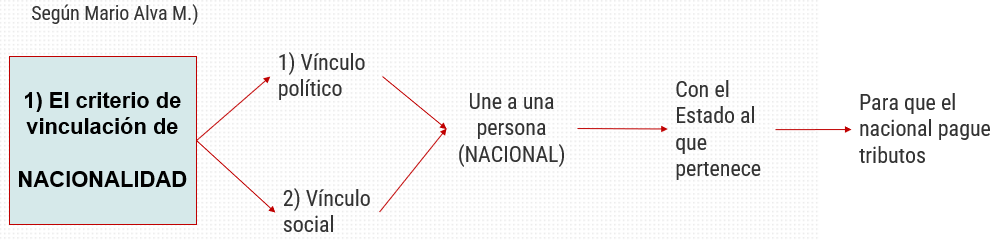 Según Mario Alva M.)
1) El criterio de
vinculación de
NACIONALIDAD
1) Vínculo
político
2) Vínculo
social
Une a una
persona
(NACIONAL)
Con el
Estado al
que
pertenece
Para que el
nacional pague
tributos